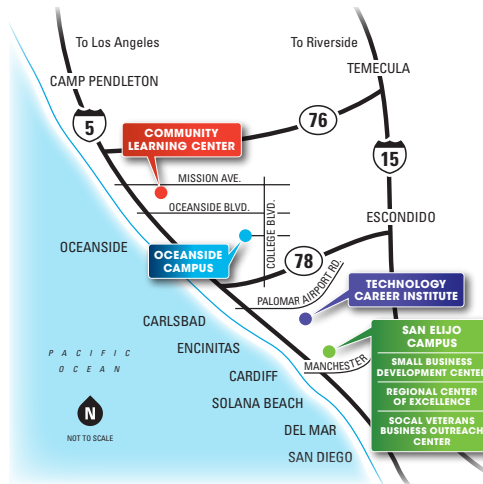 To Los Angeles
To Riverside
CAMP PENDLETON
TEMECULA
5
76
15
COMMUNITY
LEARNING CENTER
MISSION AVE.
OCEANSIDE BLVD.
COLLEGE BLVD.
ESCONDIDO
OCEANSIDE
OCEANSIDE
CAMPUS
78
PALOMAR AIRPORT RD.
TECHNOLOGY
CAREER INSTITUTE
CARLSBAD
SAN ELIJO
CAMPUS
PACIFIC
OCEAN
ENCINITAS
MANCHESTER
SMALL BUSINESS
DEVELOPMENT CENTER
CARDIFF
REGIONAL CENTER
OF EXCELLENCE
SOLANA BEACH
SOCAL VETERANS
BUSINESS OUTREACH
CENTER
N
NOT TO SCALE
DEL MAR
SAN DIEGO